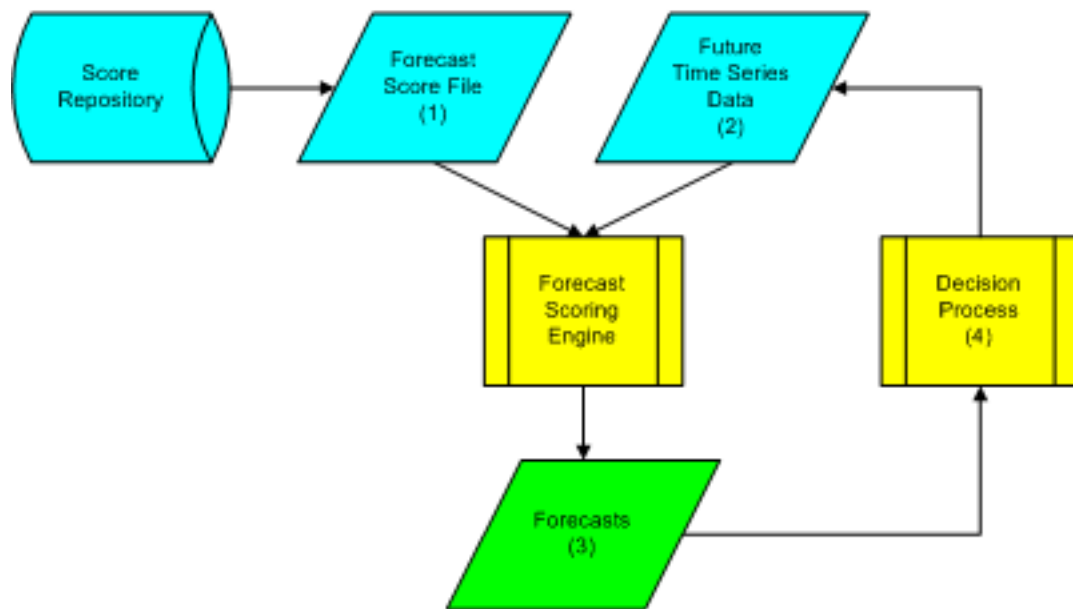 Score
Repository
Forecast
Score File
(1)
Future
Time Series
Data
(2)
Forecast
Scoring
Engine
Decision
Process
(4)
Forecasts
(3)